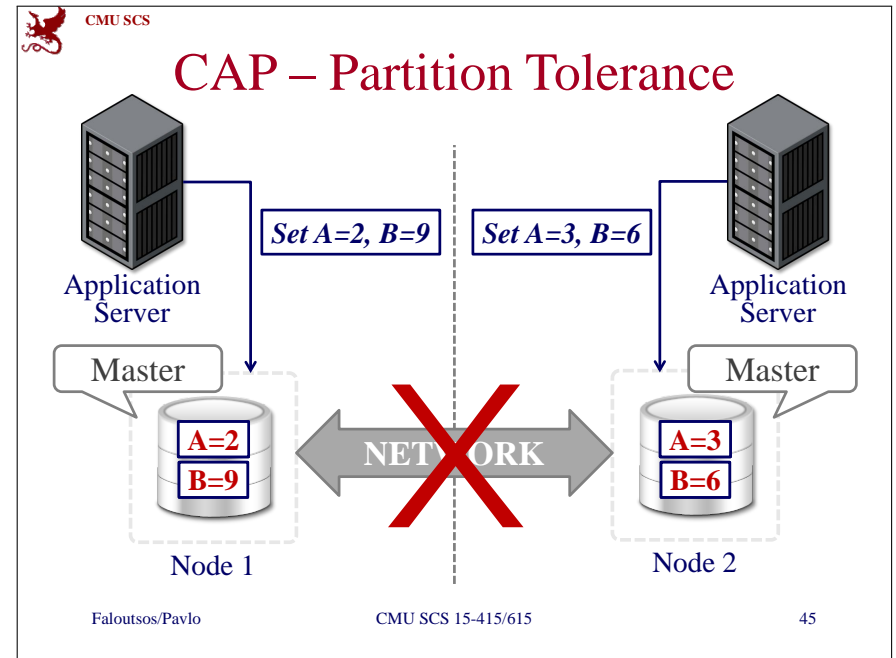 CMU SCS
CAP – Partition Tolerance
Set A=2, B=9
Set A=3, B=6
Application
Server
Application
Server
Master
Master
A=2
B=9
NETWORK
A=3
B=6
Node 1
Node 2
Faloutsos/Pavlo
CMU SCS 15-415/615
45